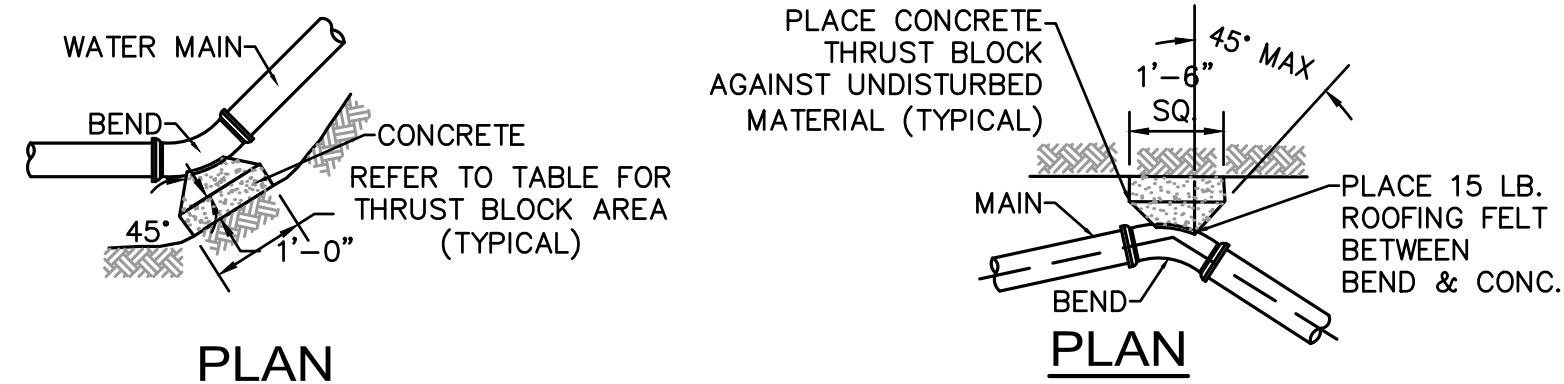 WATER MAIN
BEND
CONCRETE
REFER TO TABLE FOR
THRUST BLOCK AREA
(TYPICAL)
45°
1'-0"
PLAN
PLACE CONCRETE
THRUST BLOCK
AGAINST UNDISTURBED
MATERIAL (TYPICAL)
45° MAX
1'-6"
SQ.
MAIN
BEND
PLACE 15 LB.
ROOFING FELT
BETWEEN
BEND & CONC.
PLAN